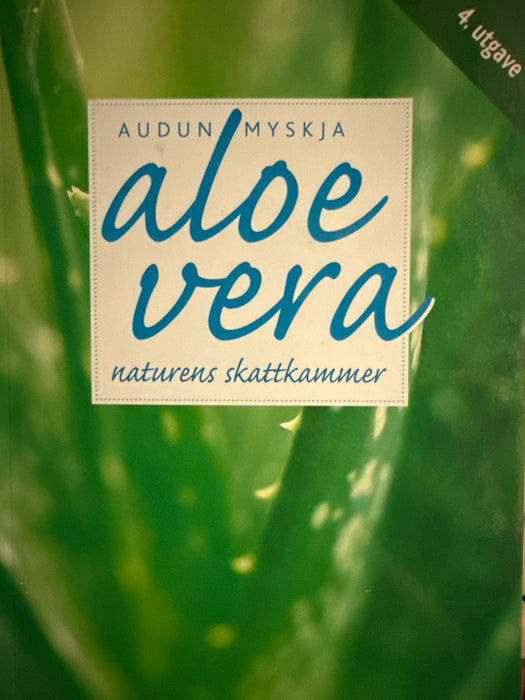 4. utgave
AUDUN MYSKJA
aloe
vera
naturens skattkammer